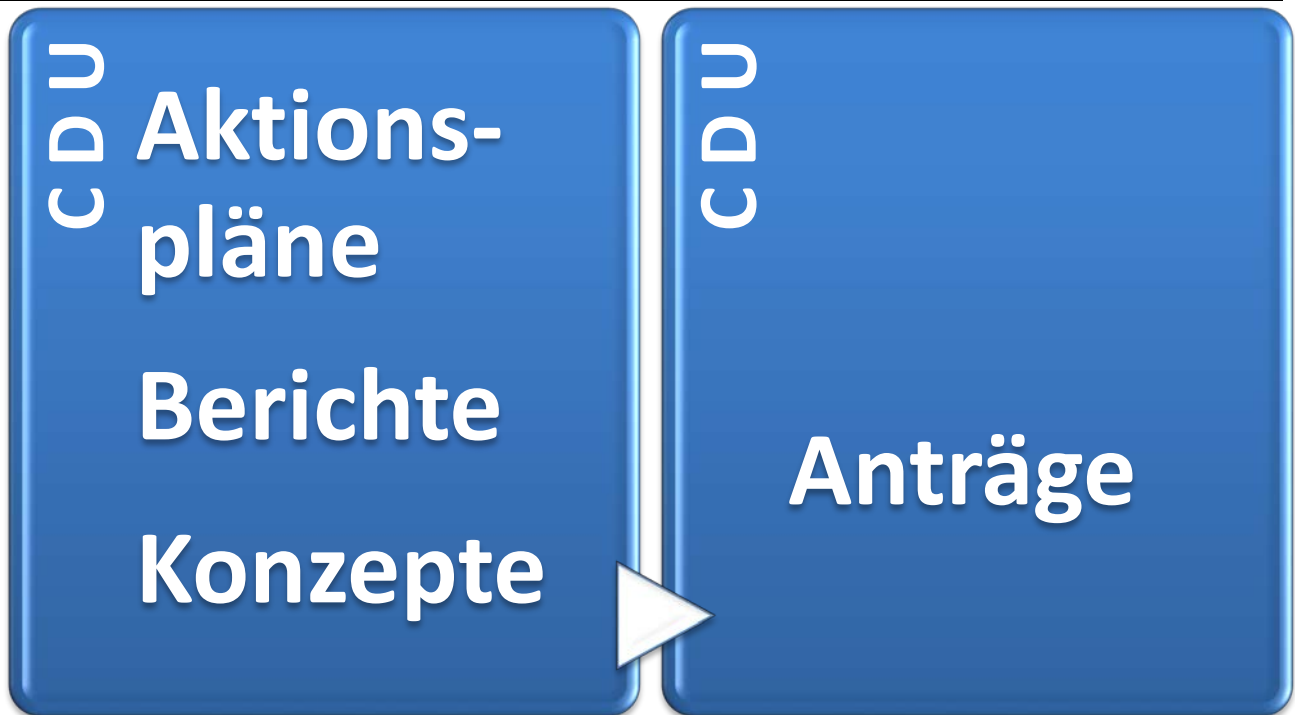 CDU
Aktions-
pläne
Berichte
Konzepte
CDU
Anträge